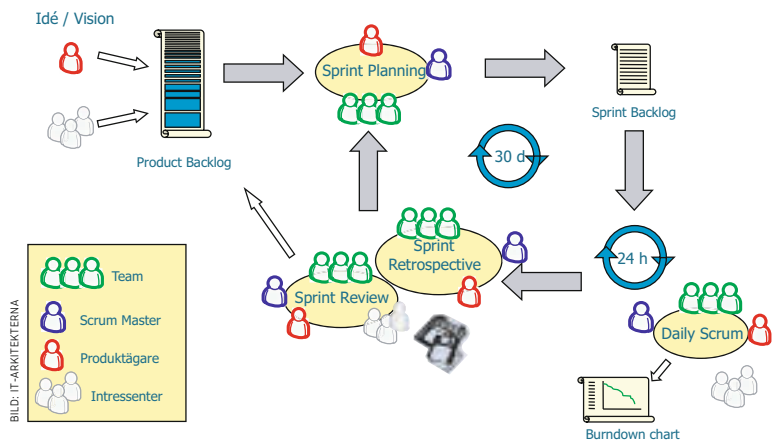 Idé / Vision
Product Backlog
Sprint Planning
Sprint Backlog
30 d
24 h
Sprint
Retrospective
Sprint Review
Daily Scrum
Burndown chart
Team
Scrum Master
Produktägare
Intressenter
BILD: IT-ARKITEKTERNA